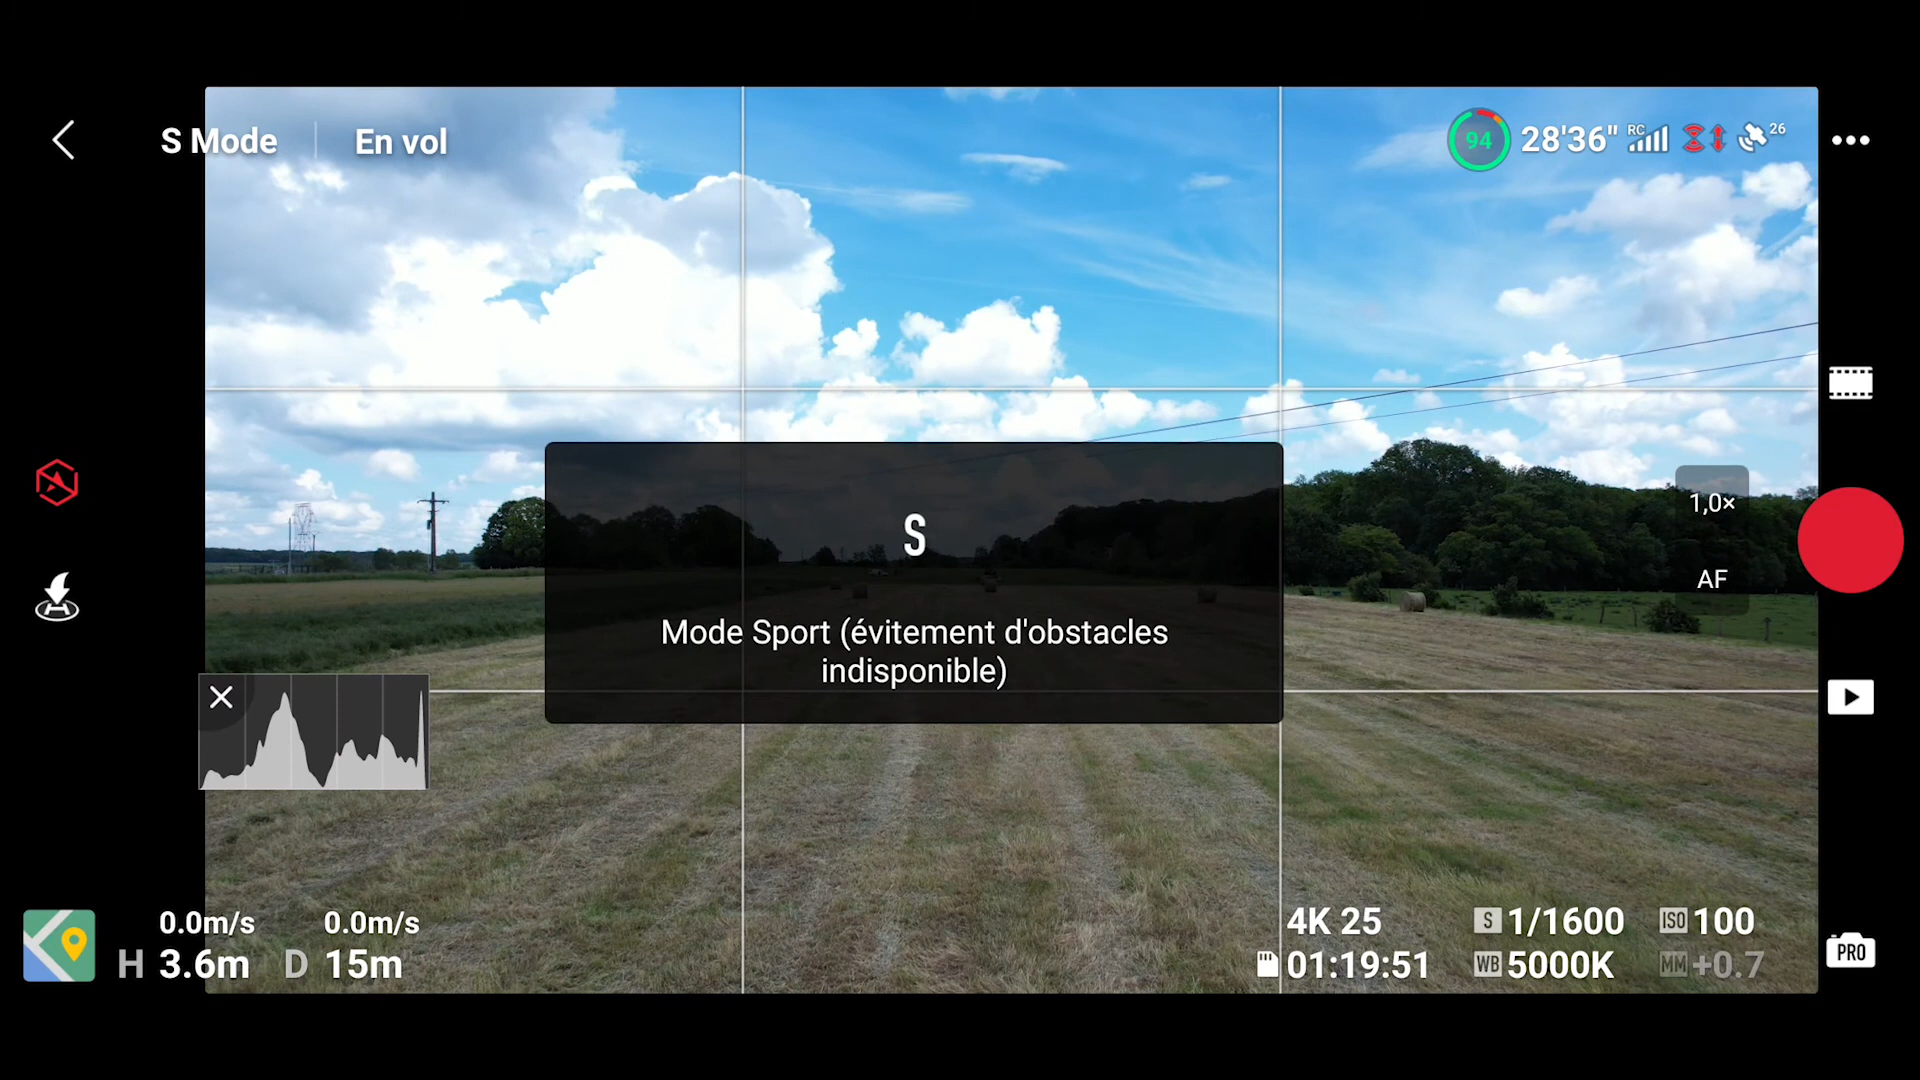 S Mode
En vol
94
28'36"
RC
26
S
Mode Sport (évitement d'obstacles
indisponible)
1,0×
AF
0.0m/s
0.0m/s
H 3.6m
D 15m
4K 25
S 1/1600
ISO 100
01:19:51
WB 5000K
MM +0.7
PRO